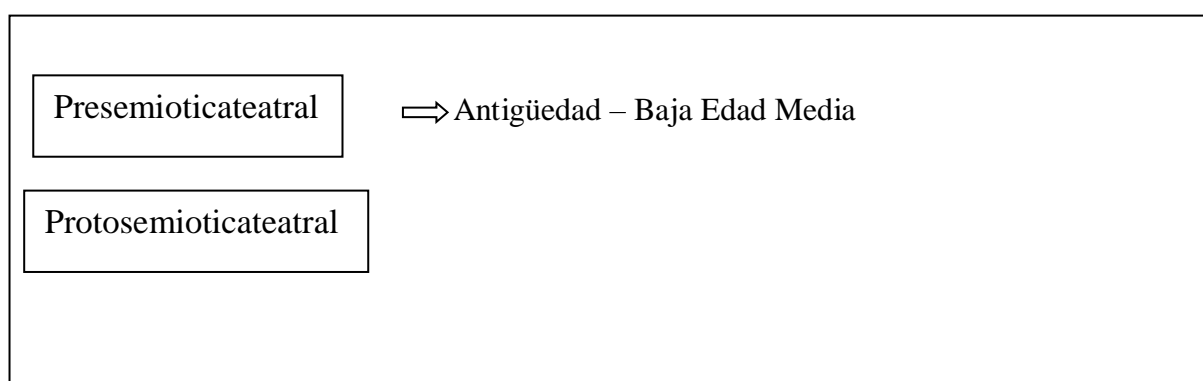 Presemioticateatral
Antigüedad – Baja Edad Media
Protosemioticateatral